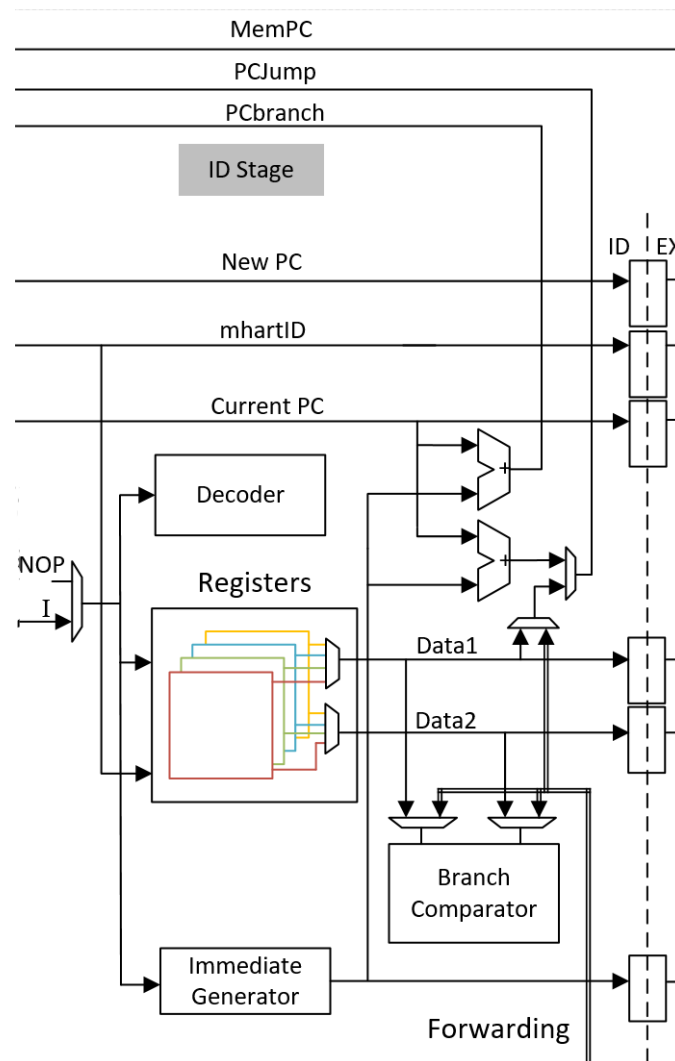 MemPC
PCJump
PCbranch
ID Stage
ID
EX
New PC
mhartID
Current PC
+
Decoder
+
NOP
I
Registers
Data1
Data2
Branch
Comparator
Immediate
Generator
Forwarding